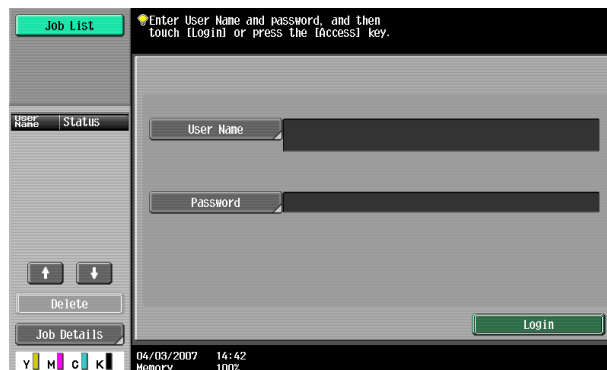 Job List
Enter User Name and password, and then
touch [Login] or press the [Access] key.
User Name
Status
User Name
Password
Delete
Job Details
Login
Y M C K
04/03/2007 14:42
Memory 100%